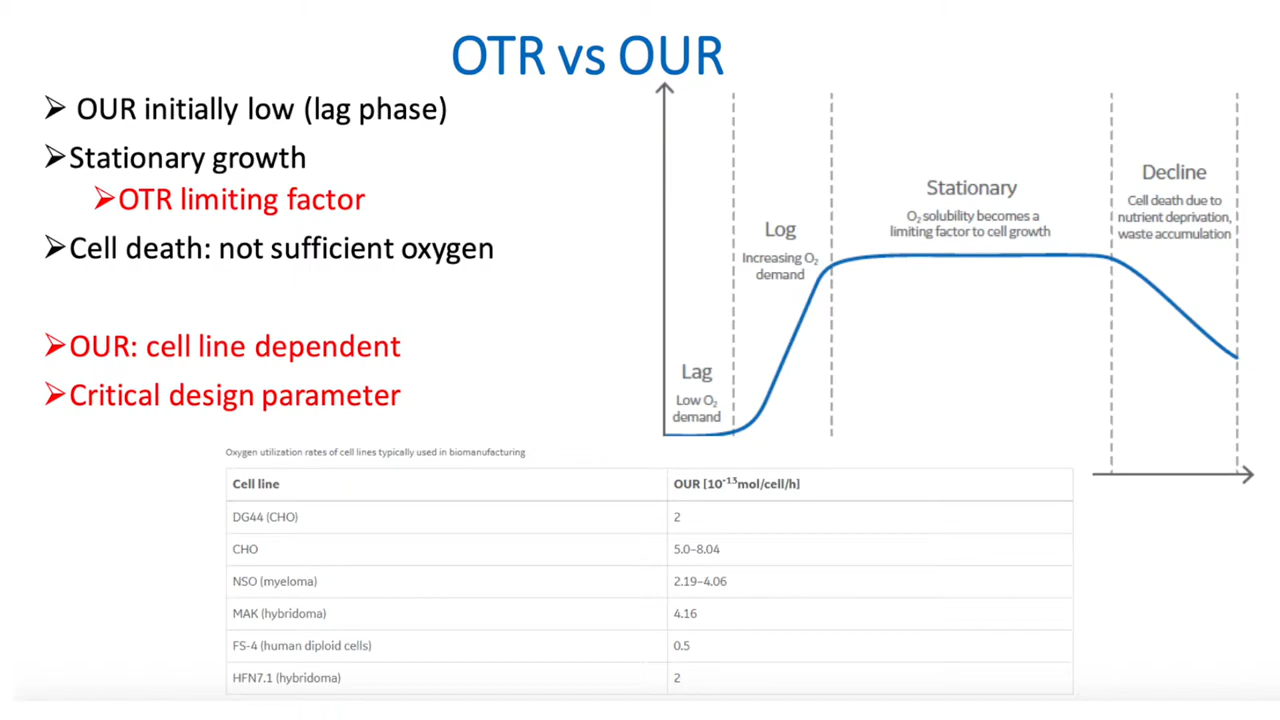 OTR vs OUR
➢ OUR initially low (lag phase)
➢Stationary growth
➢OTR limiting factor
➢Cell death: not sufficient oxygen
➢OUR: cell line dependent
➢Critical design parameter
Lag
Low O₂
demand
Log
Increasing O₂
demand
Stationary
O₂ solubility becomes a
limiting factor to cell growth
Decline
Cell death due to
nutrient deprivation,
waste accumulation
Oxygen utilization rates of cell lines typically used in biomanufacturing
Cell line OUR [10⁻¹³mol/cell/h]
DG44 (CHO) 2
CHO 5.0–8.04
NSO (myeloma) 2.19–4.06
MAK (hybridoma) 4.16
FS-4 (human diploid cells) 0.5
HFN7.1 (hybridoma) 2